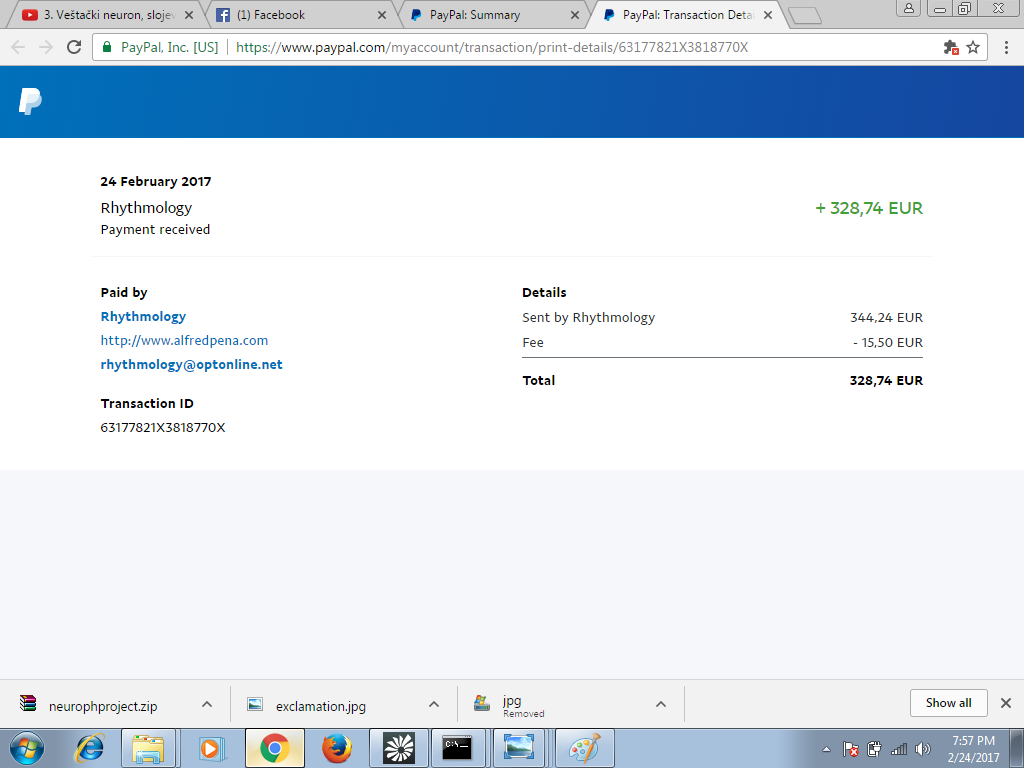 3. Veštački neuron, slojev
(1) Facebook
PayPal: Summary
PayPal: Transaction Deta
PayPal, Inc. [US]
https://www.paypal.com/myaccount/transaction/print-details/63177821X3818770X
24 February 2017
Rhythmology
+ 328,74 EUR
Payment received
Paid by
Rhythmology
http://www.alfredpena.com
rhythmology@optonline.net
Transaction ID
63177821X3818770X
Details
Sent by Rhythmology 344,24 EUR
Fee - 15,50 EUR
Total 328,74 EUR
neurophproject.zip
exclamation.jpg
jpg
Removed
Show all
C:\
7:57 PM
2/24/2017